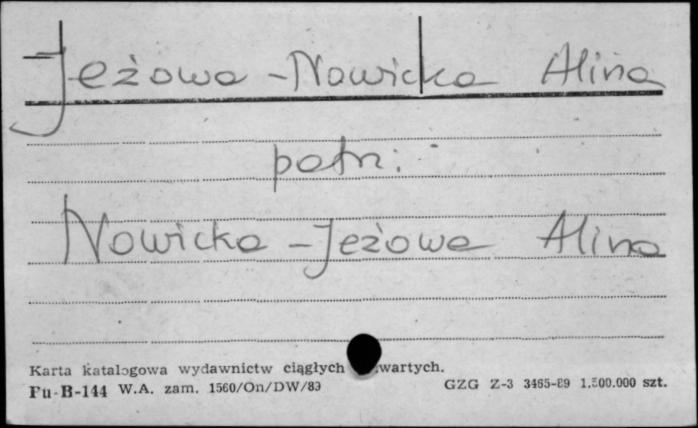 Jeżowa-Nowicka Alina
patrz:
Nowicka-Jeżowa Alina
Karta katalogowa wydawnictw ciągłych wartych.
Pu-B-144 W.A. zam. 1560/On/DW/89
GZG Z-3 3465-89 1.500.000 szt.